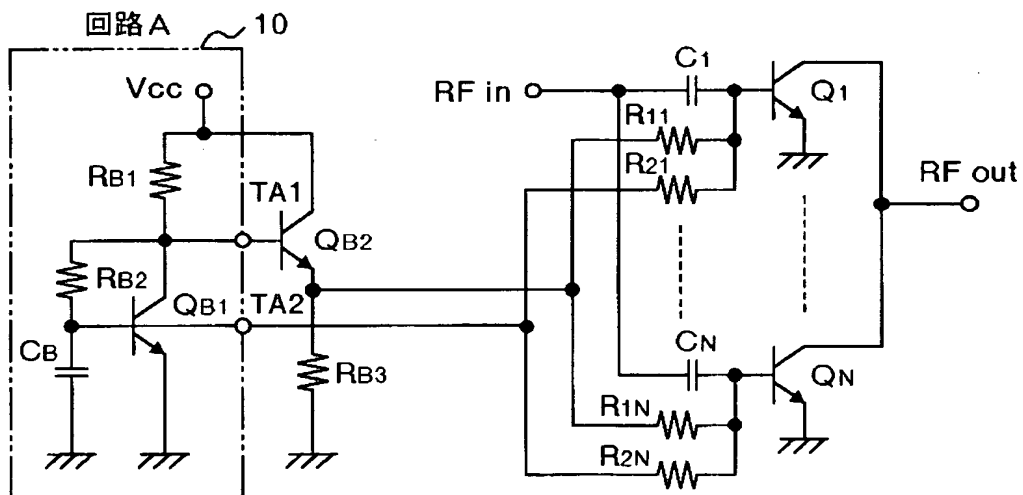 回路A
10
Vcc
RF in
C1
Q1
R11
R21
RB1
TA1
QB2
RF out
RB2
QB1
TA2
CB
RB3
CN
QN
R1N
R2N